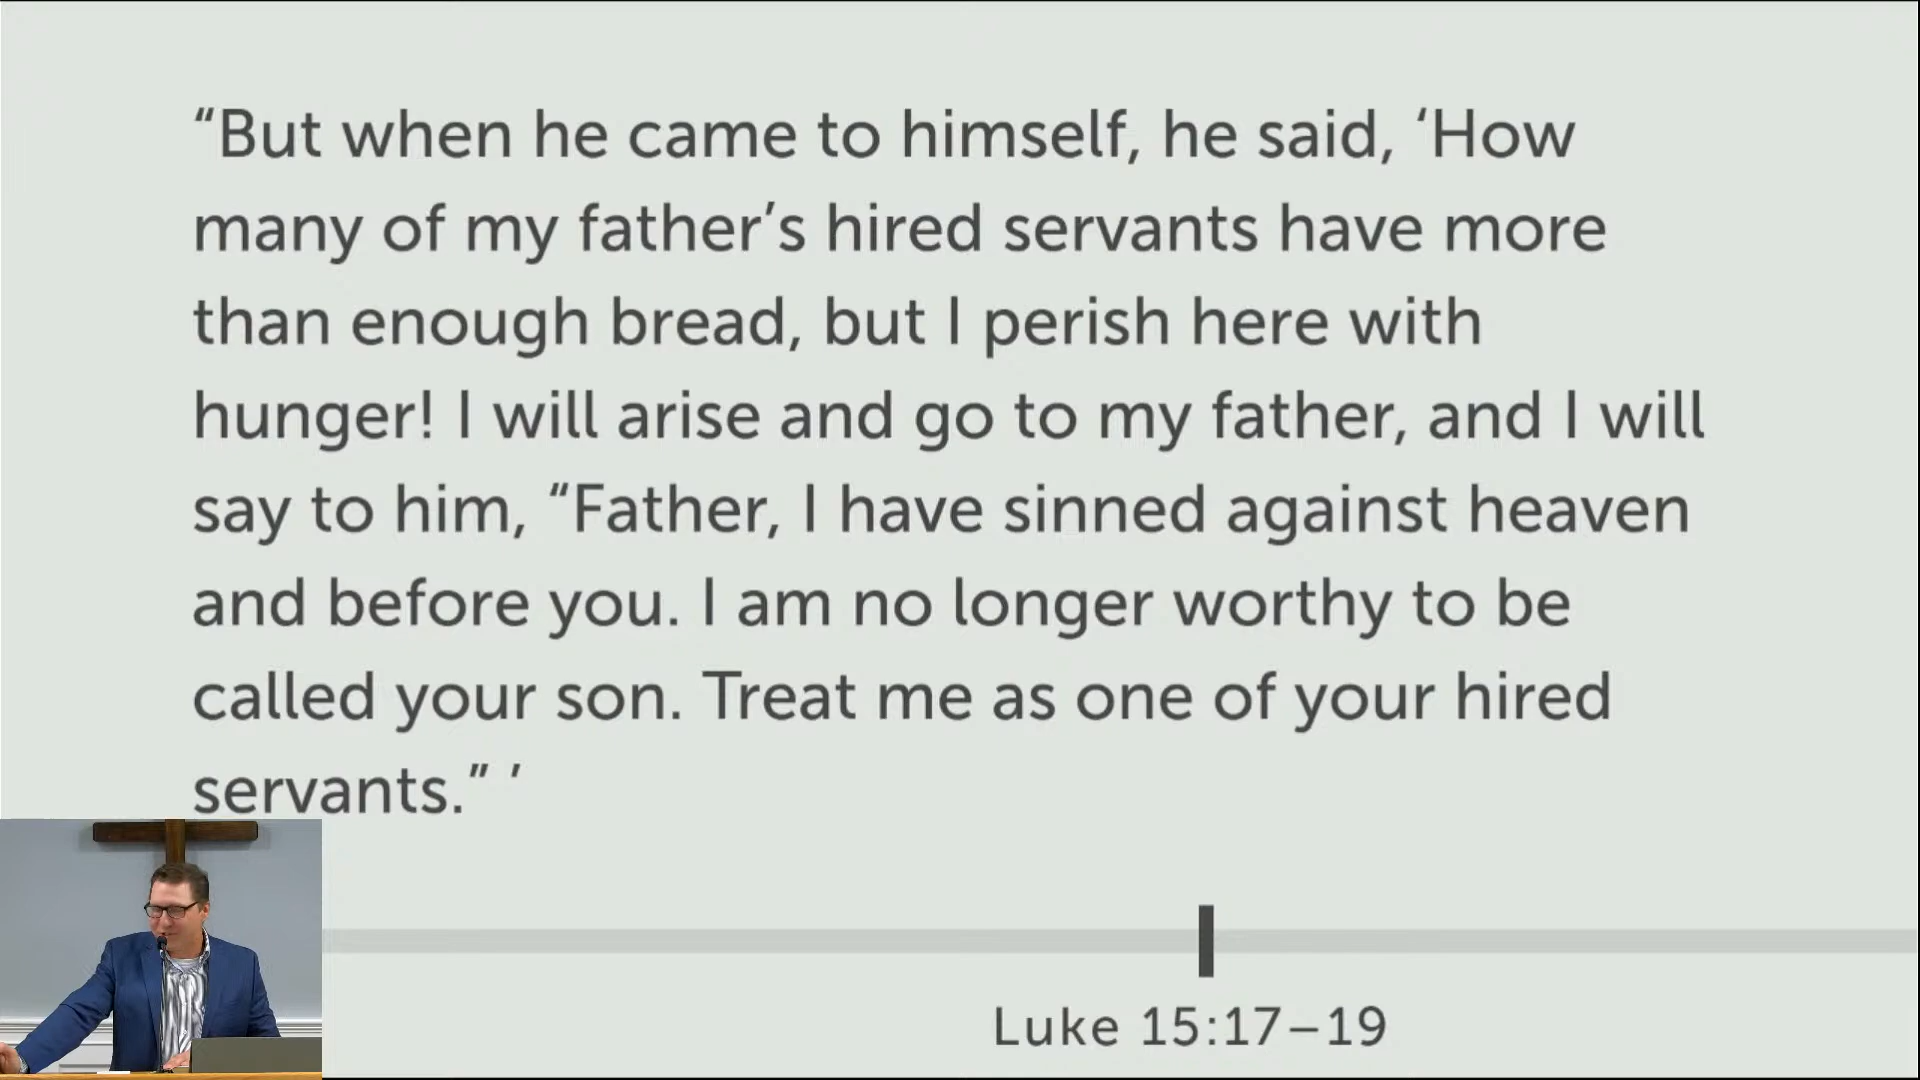 “But when he came to himself, he said, ‘How
many of my father’s hired servants have more
than enough bread, but I perish here with
hunger! I will arise and go to my father, and I will
say to him, “Father, I have sinned against heaven
and before you. I am no longer worthy to be
called your son. Treat me as one of your hired
servants.” ’
Luke 15:17–19